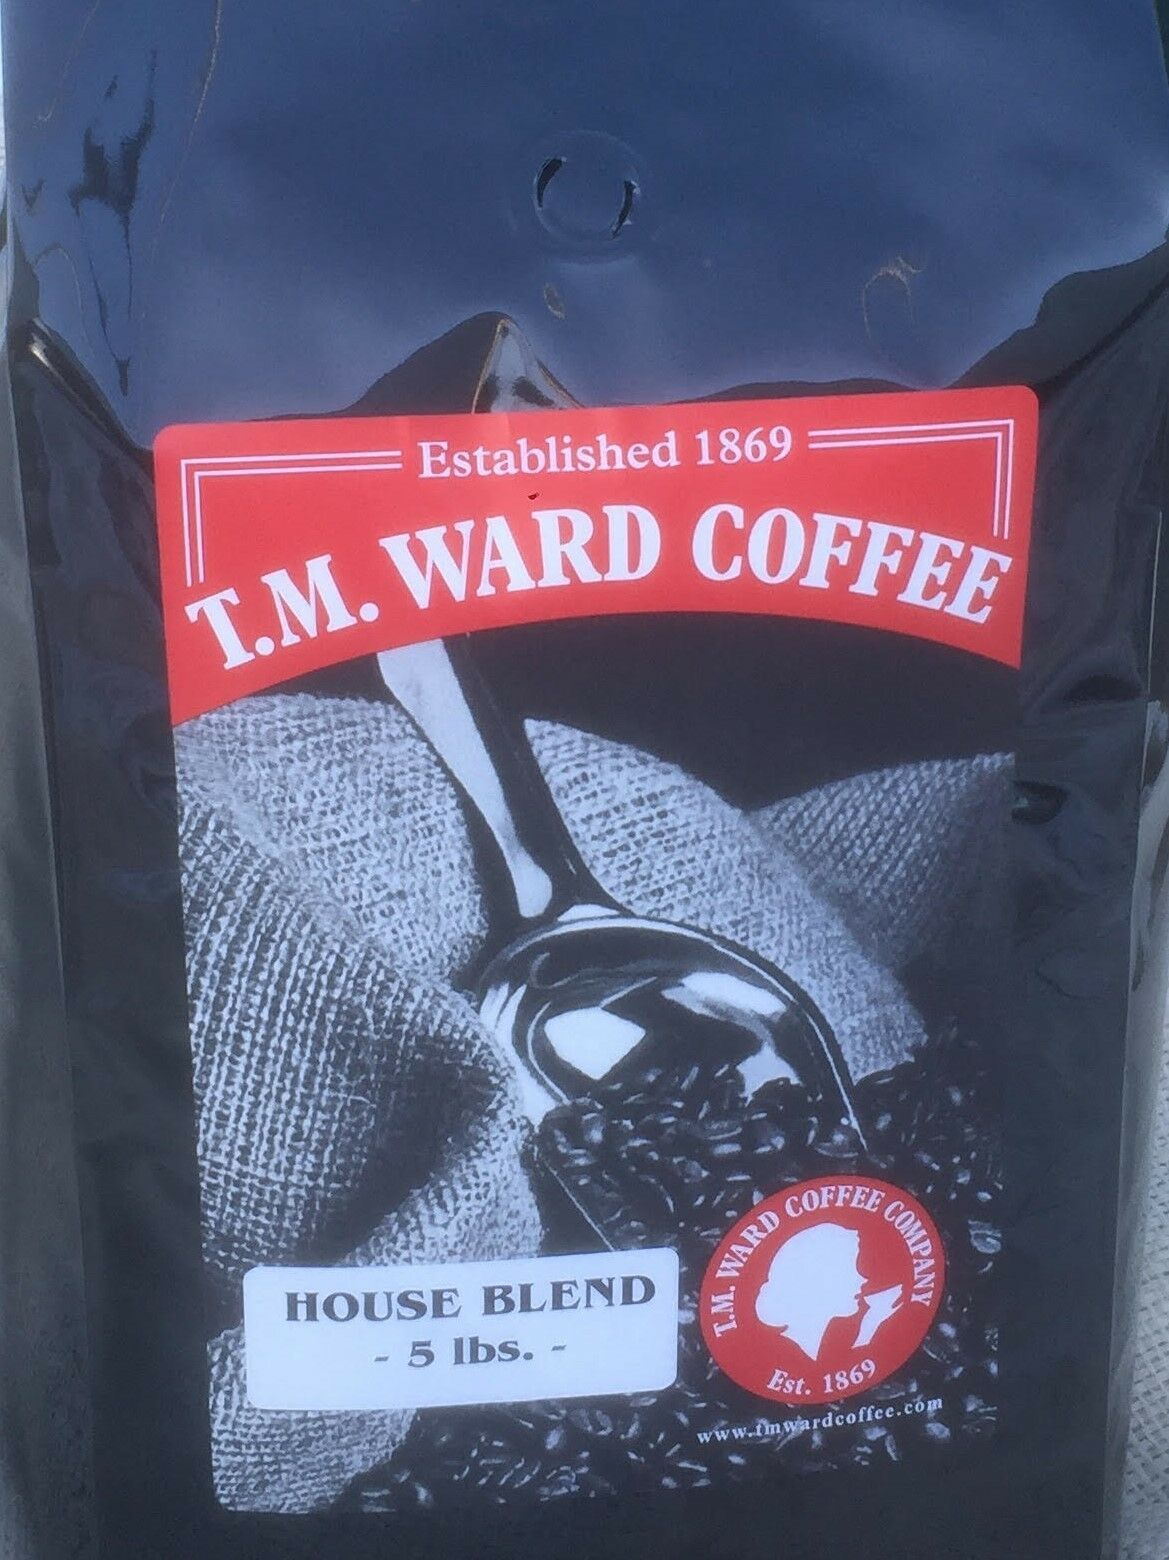 Established 1869
T.M. WARD COFFEE
HOUSE BLEND
- 5 lbs. -
T.M. WARD COFFEE COMPANY
Est. 1869
www.tmwardcoffee.com